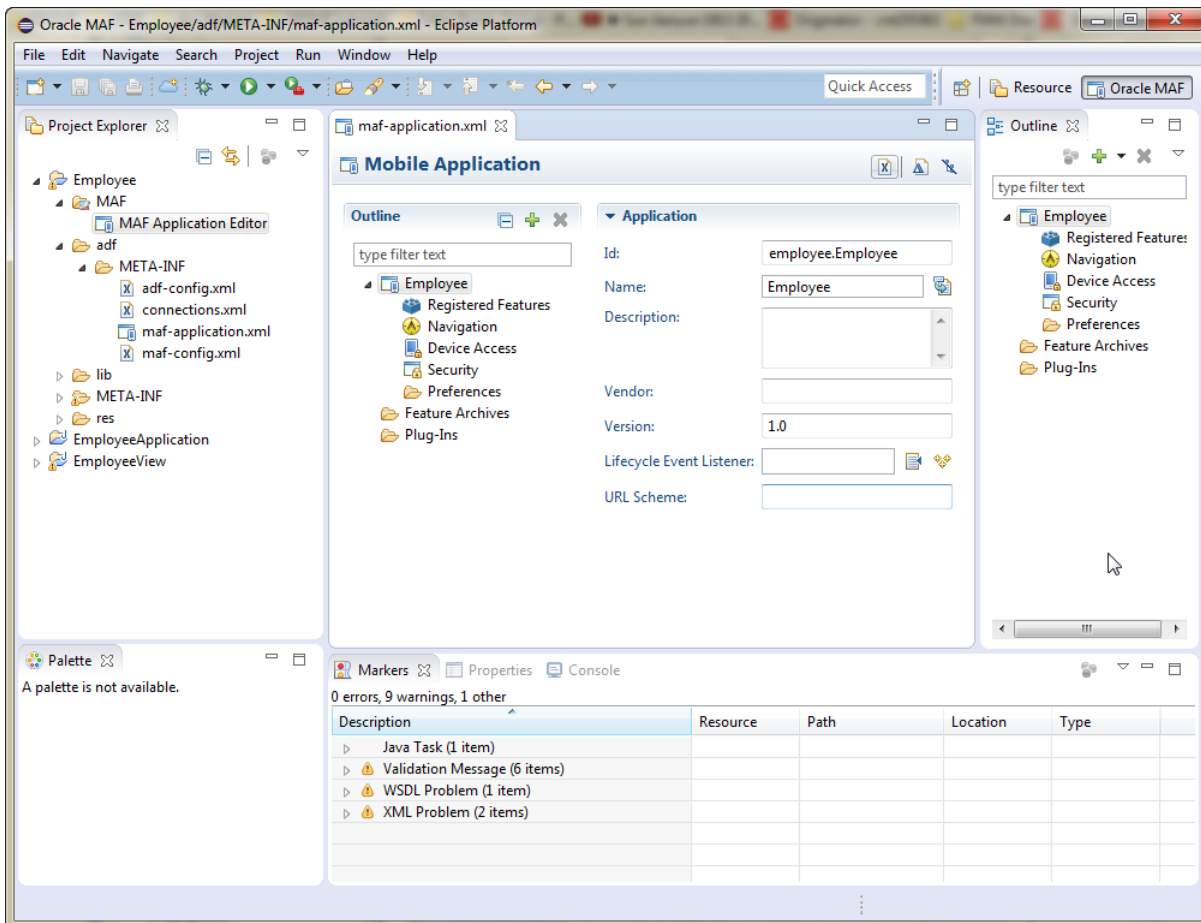 Oracle MAF - Employee/adf/META-INF/maf-application.xml - Eclipse Platform
File Edit Navigate Search Project Run Window Help
Quick Access Resource Oracle MAF
Project Explorer
Employee
MAF
MAF Application Editor
adf
META-INF
adf-config.xml
connections.xml
maf-application.xml
maf-config.xml
lib
META-INF
res
EmployeeApplication
EmployeeView
maf-application.xml
Mobile Application
Outline
type filter text
Employee
Registered Features
Navigation
Device Access
Security
Preferences
Feature Archives
Plug-Ins
Application
Id: employee.Employee
Name: Employee
Description:
Vendor:
Version: 1.0
Lifecycle Event Listener:
URL Scheme:
Outline
type filter text
Employee
Registered Features
Navigation
Device Access
Security
Preferences
Feature Archives
Plug-Ins
Palette
A palette is not available.
Markers Properties Console
0 errors, 9 warnings, 1 other
Description Resource Path Location Type
Java Task (1 item)
Validation Message (6 items)
WSDL Problem (1 item)
XML Problem (2 items)